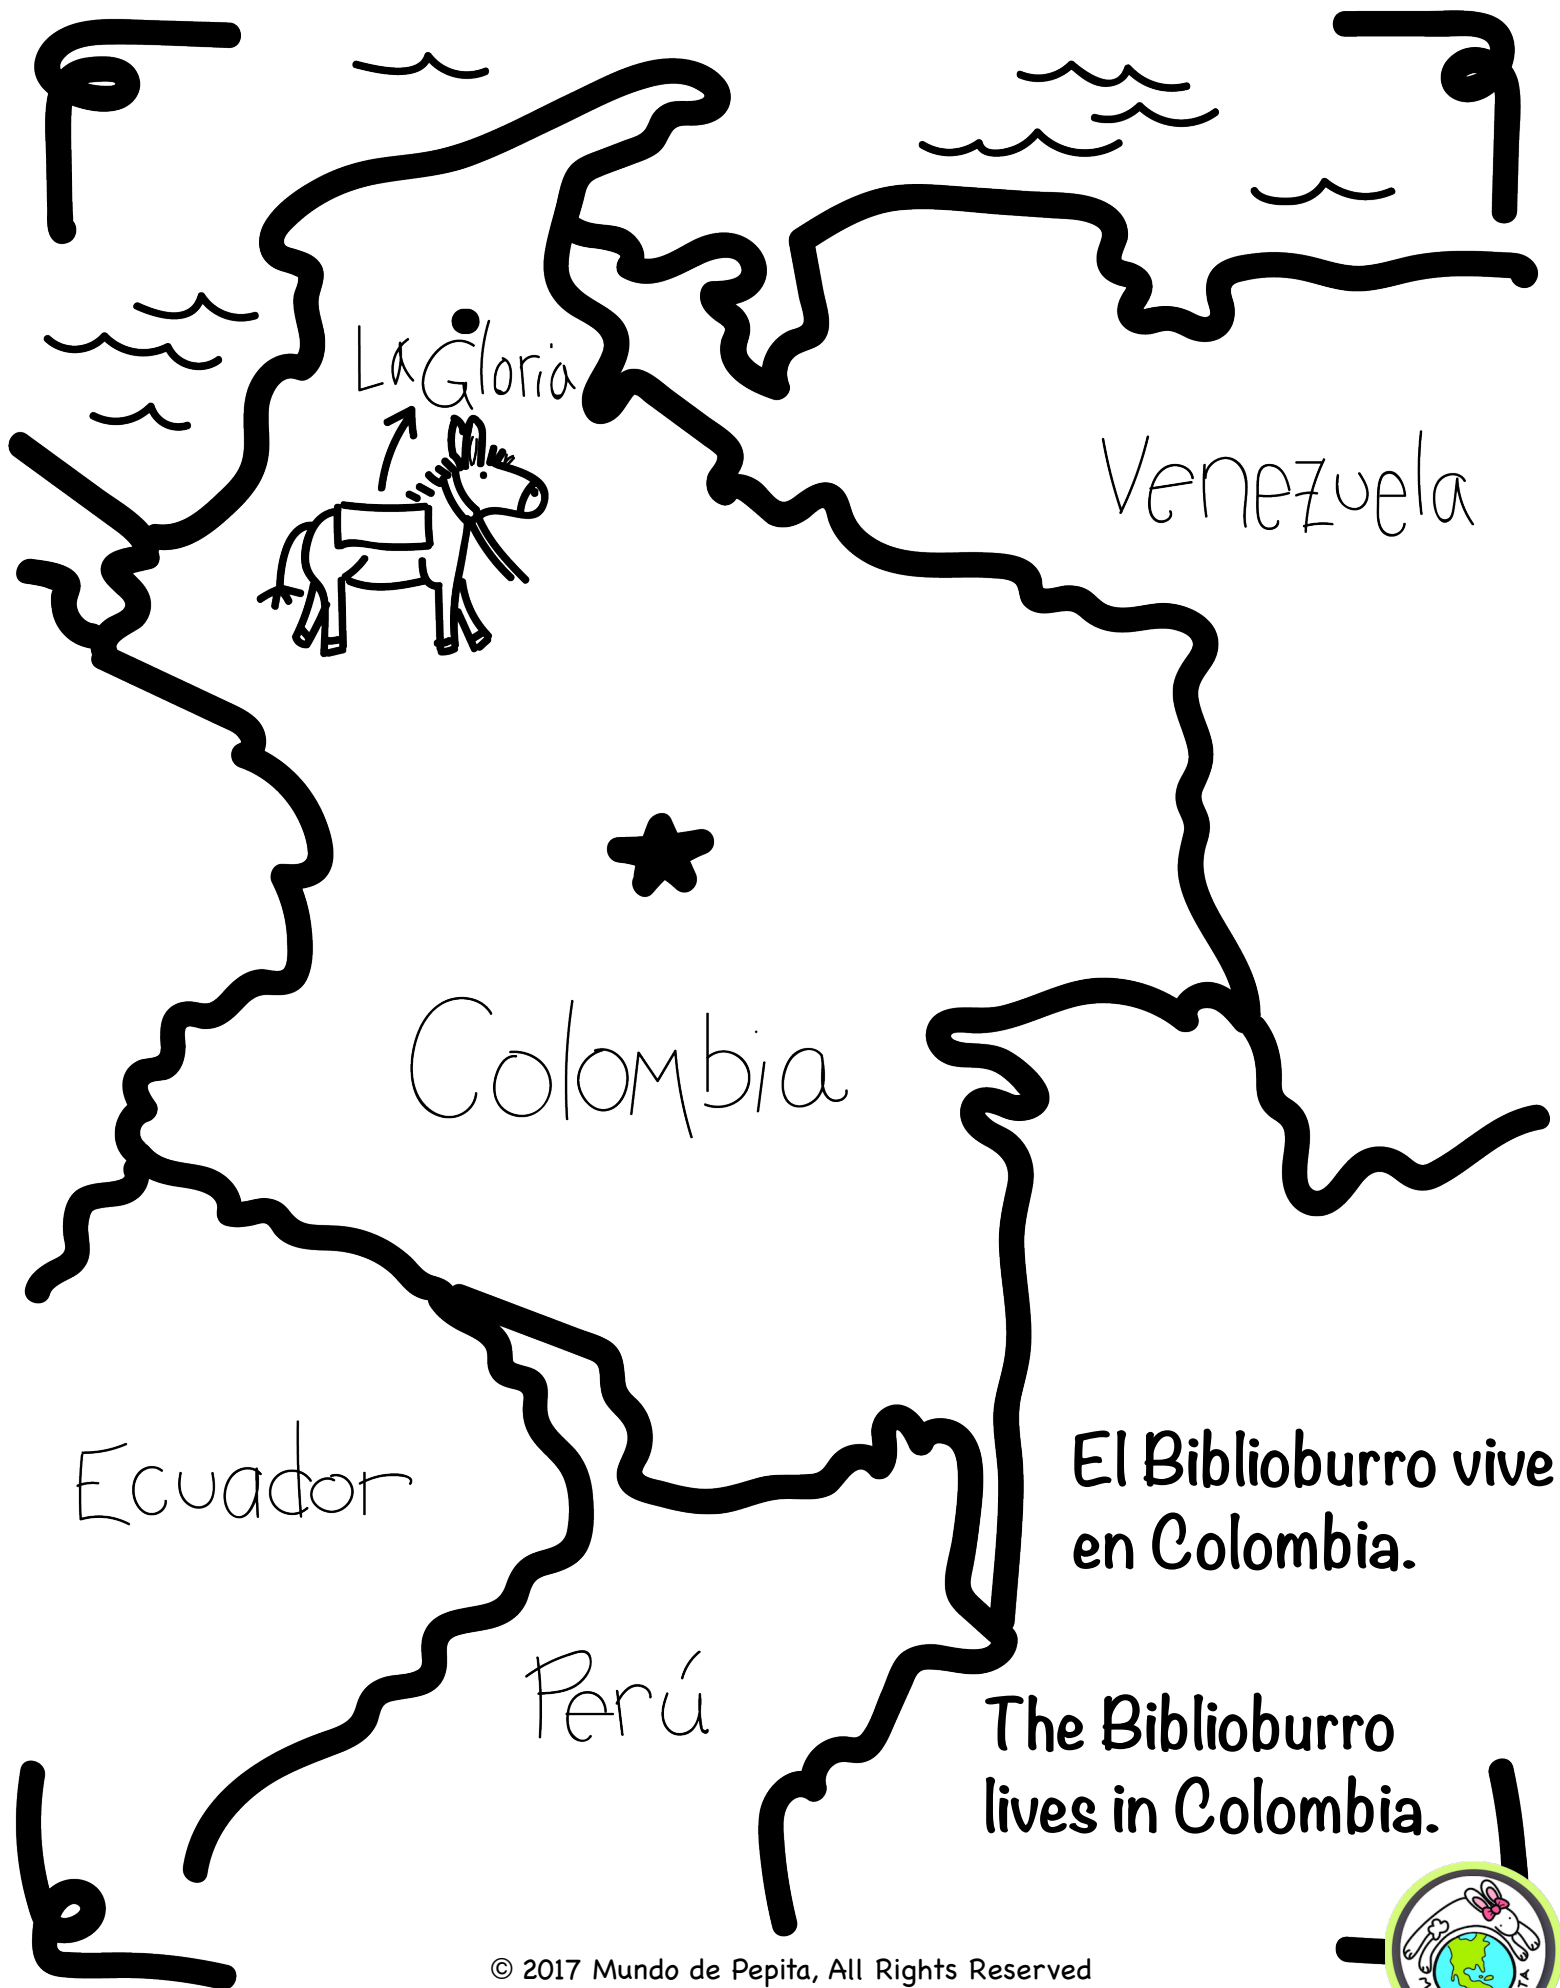 La Gloria
Venezuela
Colombia
Ecuador
El Biblioburro vive
en Colombia.
Perú
The Biblioburro
lives in Colombia.
© 2017 Mundo de Pepita, All Rights Reserved